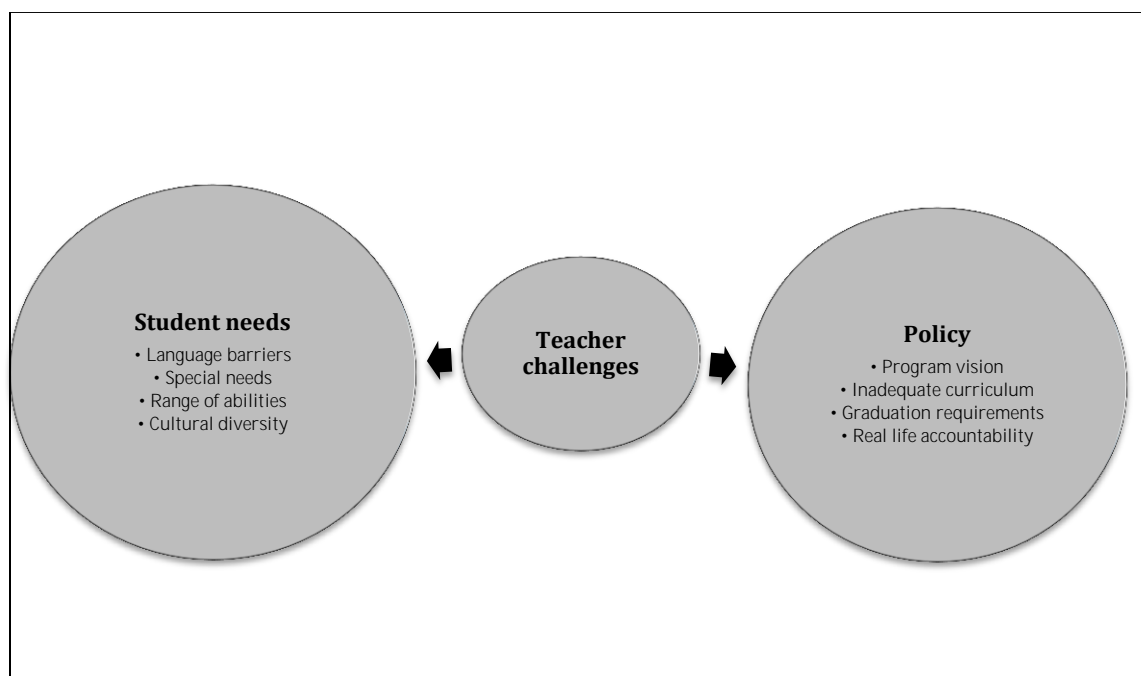 Student needs
• Language barriers
• Special needs
• Range of abilities
• Cultural diversity
Teacher
challenges
Policy
• Program vision
• Inadequate curriculum
• Graduation requirements
• Real life accountability